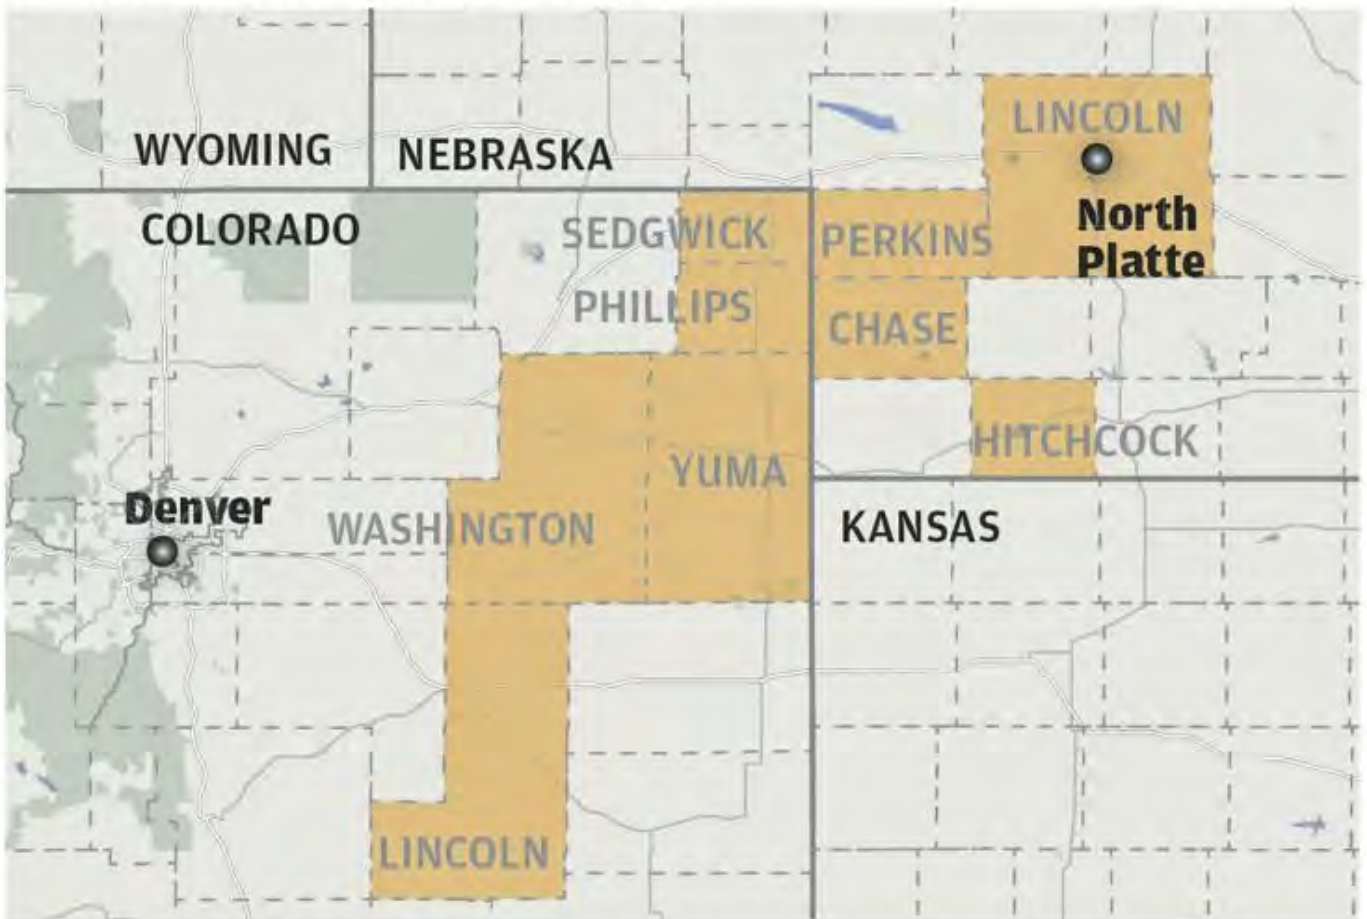 LINCOLN
WYOMING
NEBRASKA
COLORADO
SEDGWICK
PERKINS
North
Platte
PHILLIPS
CHASE
YUMA
HITCHCOCK
Denver
WASHINGTON
KANSAS
LINCOLN